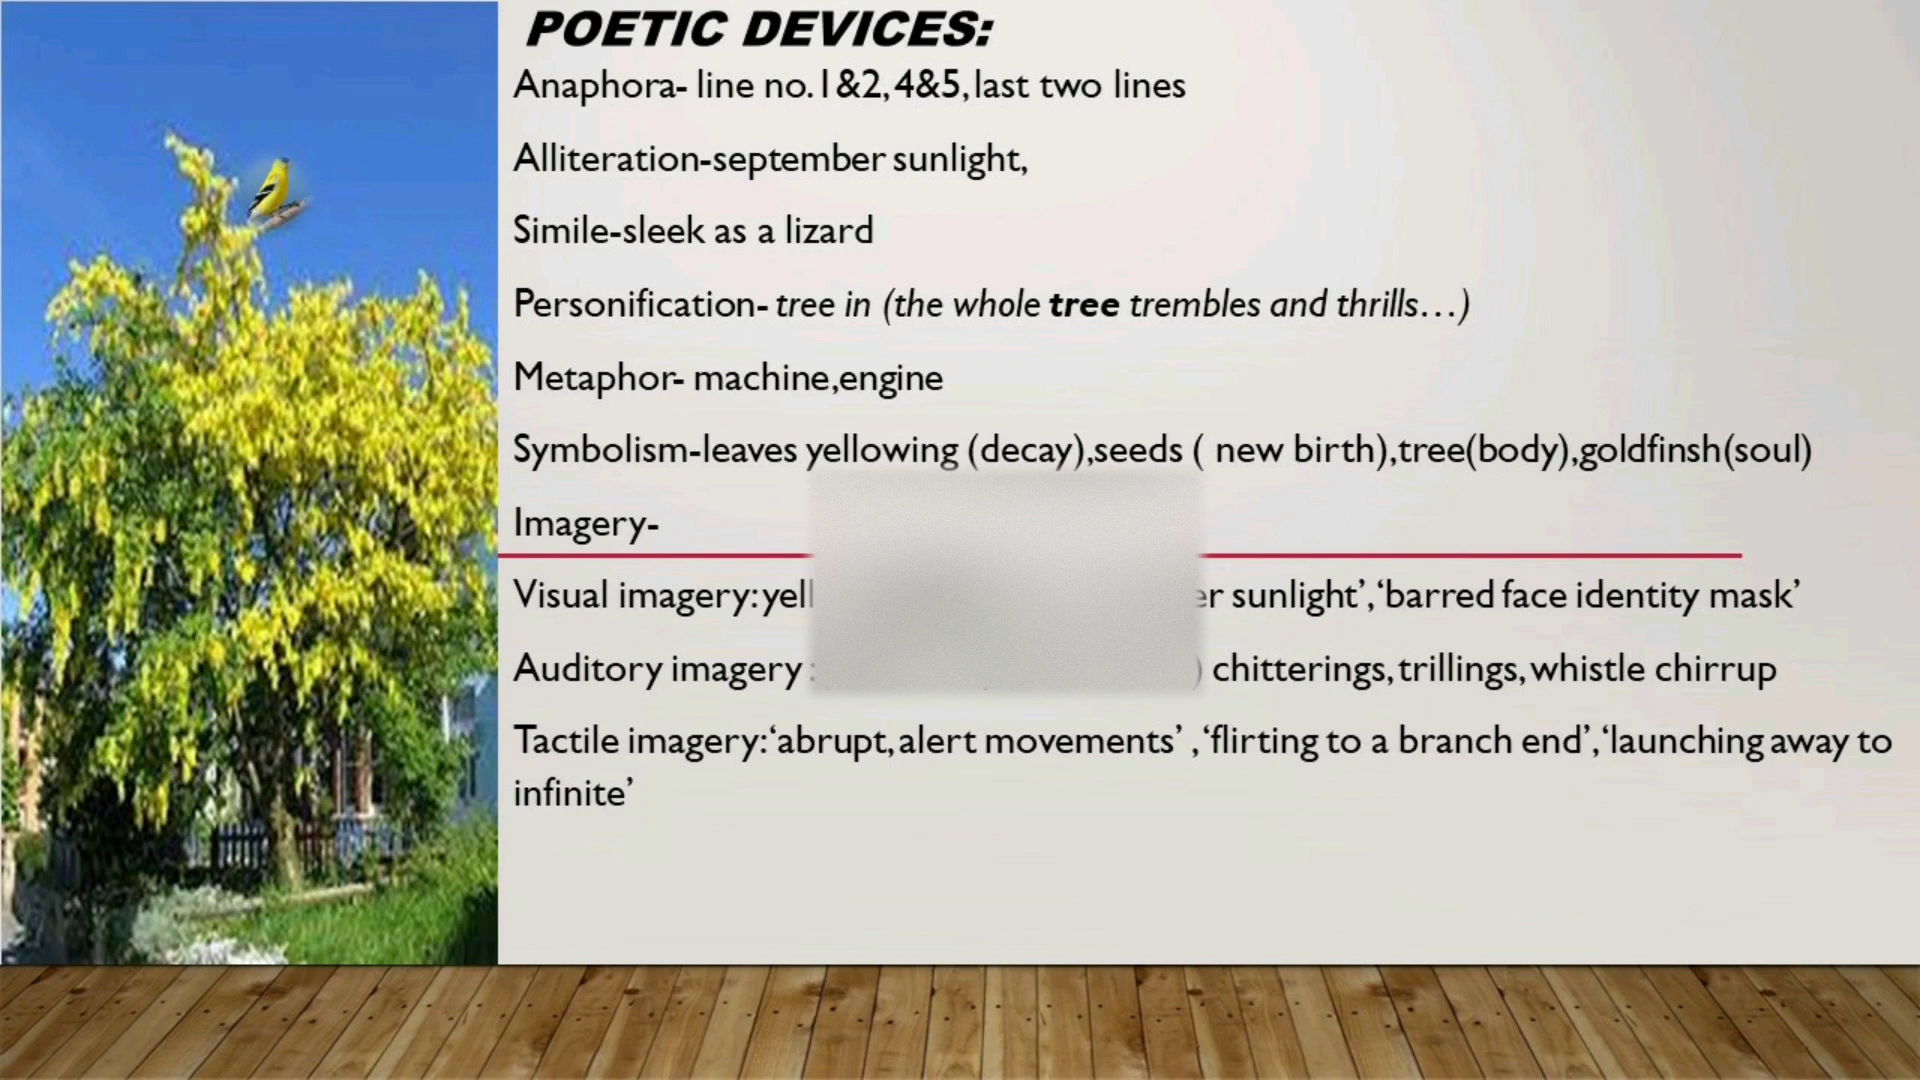 POETIC DEVICES:
Anaphora- line no.1&2,4&5,last two lines
Alliteration-september sunlight,
Simile-sleek as a lizard
Personification- tree in (the whole tree trembles and thrills…)
Metaphor- machine,engine
Symbolism-leaves yellowing (decay),seeds ( new birth),tree(body),goldfinsh(soul)
Imagery-
Visual imagery: sunlight’,‘barred face identity mask’
Auditory imagery : ) chitterings,trillings,whistle chirrup
Tactile imagery:‘abrupt,alert movements’ ,‘flirting to a branch end’,‘launching away to
infinite’